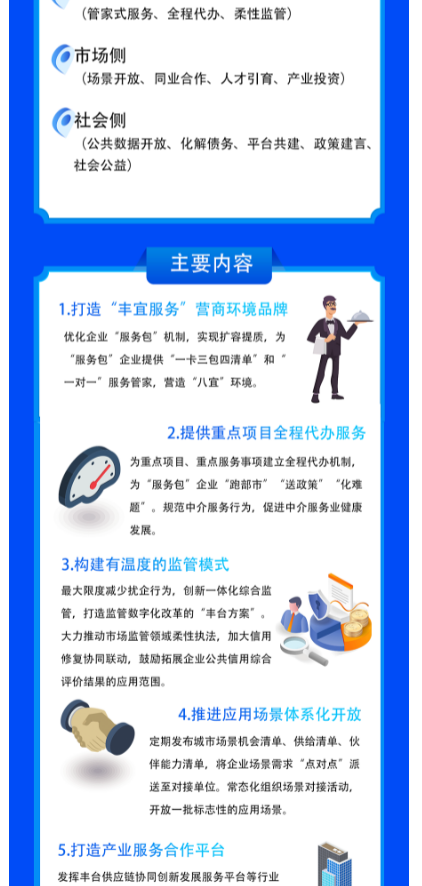 （管家式服务、全程代办、柔性监管）
市场侧
（场景开放、同业合作、人才引育、产业投资）
社会侧
（公共数据开放、化解债务、平台共建、政策建言、
社会公益）
主要内容
1.打造“丰宜服务”营商环境品牌
优化企业“服务包”机制，实现扩容提质，为
“服务包”企业提供“一卡三包四清单”和“
一对一”服务管家，营造“八宜”环境。
2.提供重点项目全程代办服务
为重点项目、重点服务事项建立全程代办机制，
为“服务包”企业“跑部市”“送政策”“化难
题”。规范中介服务行为，促进中介服务业健康
发展。
3.构建有温度的监管模式
最大限度减少扰企行为，创新一体化综合监
管，打造监管数字化改革的“丰台方案”。
大力推动市场监管领域柔性执法，加大信用
修复协同联动，鼓励拓展企业公共信用综合
评价结果的应用范围。
4.推进应用场景体系化开放
定期发布城市场景机会清单、供给清单、伙
伴能力清单，将企业场景需求“点对点”派
送至对接单位。常态化组织场景对接活动，
开放一批标志性的应用场景。
5.打造产业服务合作平台
发挥丰台供应链协同创新发展服务平台等行业